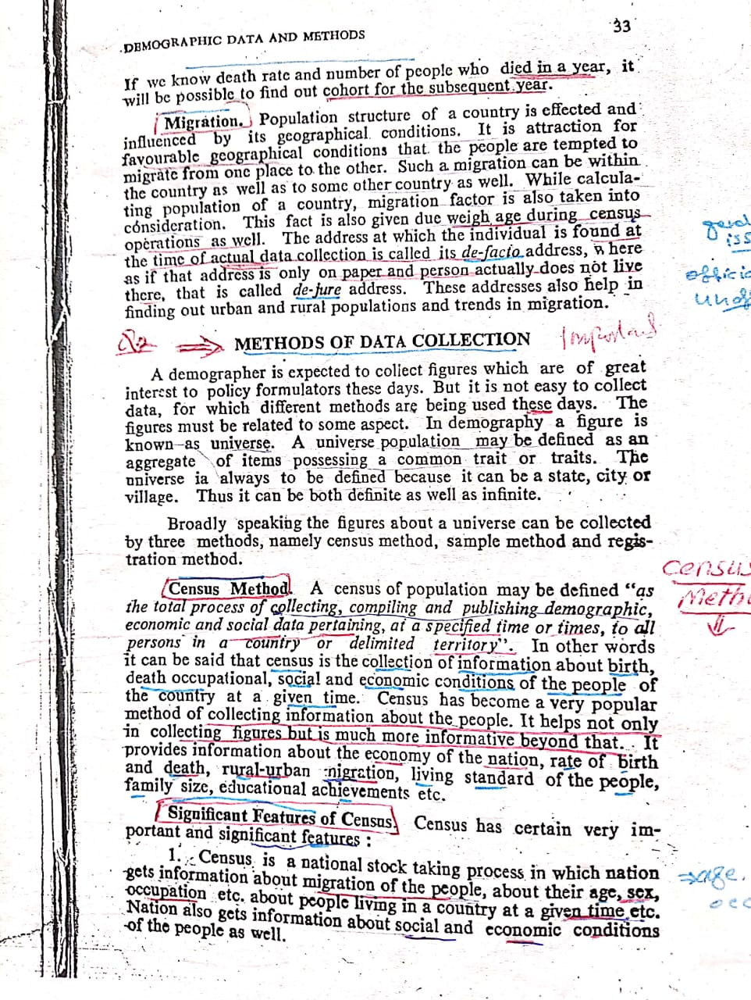 33
DEMOGRAPHIC DATA AND METHODS
If we know death rate and number of people who died in a year, it
will be possible to find out cohort for the subsequent year.
Migration. Population structure of a country is effected and
influenced by its geographical conditions. It is attraction for
favourable geographical conditions that the people are tempted to
migrate from one place to the other. Such a migration can be within
the country as well as to some other country as well. While calcula-
ting population of a country, migration factor is also taken into
consideration. This fact is also given due weigh age during census
operations as well. The address at which the individual is found at
the time of actual data collection is called its de-facto address, where
as if that address is only on paper and person actually does not live
there, that is called de-jure address. These addresses also help in
finding out urban and rural populations and trends in migration.
Q2 METHODS OF DATA COLLECTION Important
A demographer is expected to collect figures which are of great
interest to policy formulators these days. But it is not easy to collect
data, for which different methods are being used these days. The
figures must be related to some aspect. In demography a figure is
known as universe. A universe population may be defined as an
aggregate of items possessing a common trait or traits. The
universe ia always to be defined because it can be a state, city or
village. Thus it can be both definite as well as infinite.
Broadly speaking the figures about a universe can be collected
by three methods, namely census method, sample method and regis-
tration method.
Census
Census Method. A census of population may be defined "as
the total process of collecting, compiling and publishing demographic,
economic and social data pertaining, at a specified time or times, to all
persons in a country or delimited territory". In other words
it can be said that census is the collection of information about birth,
death occupational, social and economic conditions of the people of
the country at a given time. Census has become a very popular
method of collecting information about the people. It helps not only
in collecting figures but is much more informative beyond that. It
provides information about the economy of the nation, rate of birth
and death, rural-urban nigration, living standard of the people,
family size, educational achievements etc.
Significant Features of Census. Census has certain very im-
portant and significant features :
1. Census is a national stock taking process in which nation
gets information about migration of the people, about their age, sex,
occupation etc. about people living in a country at a given time etc.
Nation also gets information about social and economic conditions
of the people as well.
age.